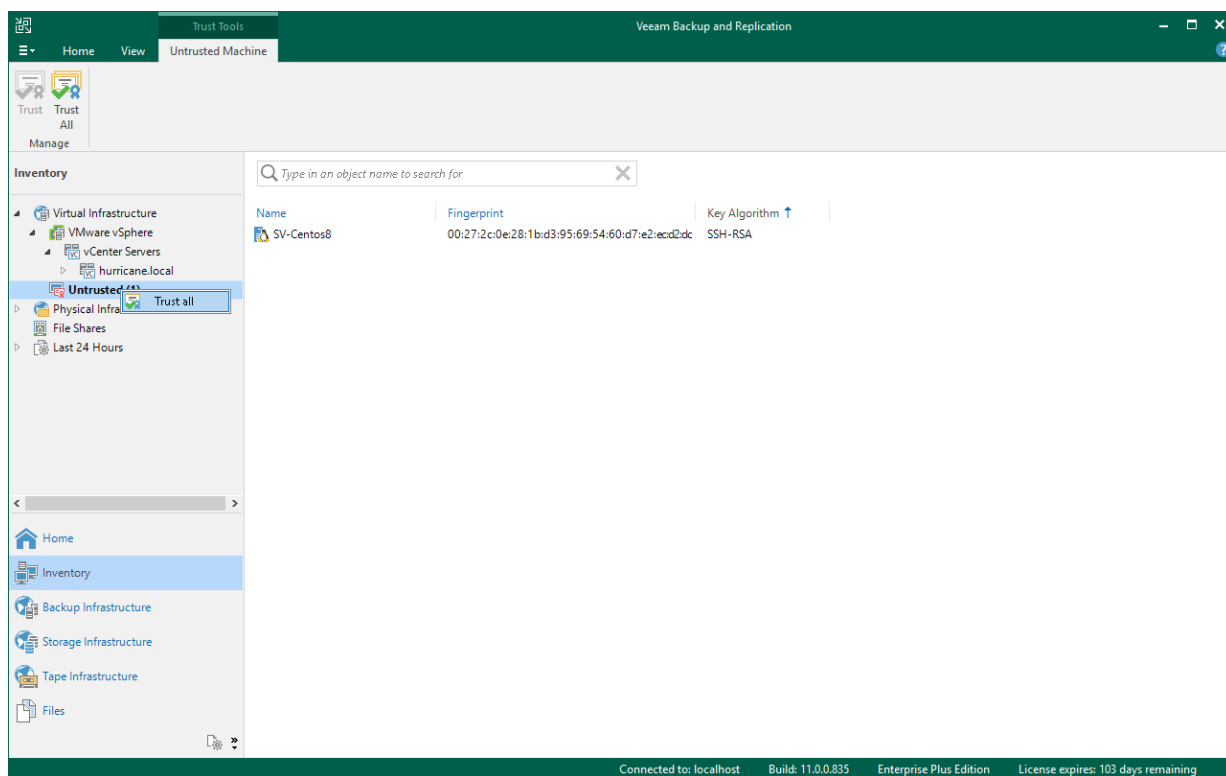 Trust Tools
Veeam Backup and Replication
Home View Untrusted Machine
Trust
Trust All
Manage
Inventory
Type in an object name to search for
Virtual Infrastructure
VMware vSphere
vCenter Servers
hurricane.local
Untrusted (1)
Trust all
Physical Infra
File Shares
Last 24 Hours
Name Fingerprint Key Algorithm
SV-Centos8 00:27:2c:0e:28:1b:d3:95:69:54:60:d7:e2:ec:d2:dc SSH-RSA
Home
Inventory
Backup Infrastructure
Storage Infrastructure
Tape Infrastructure
Files
Connected to: localhost Build: 11.0.0.835 Enterprise Plus Edition License expires: 103 days remaining